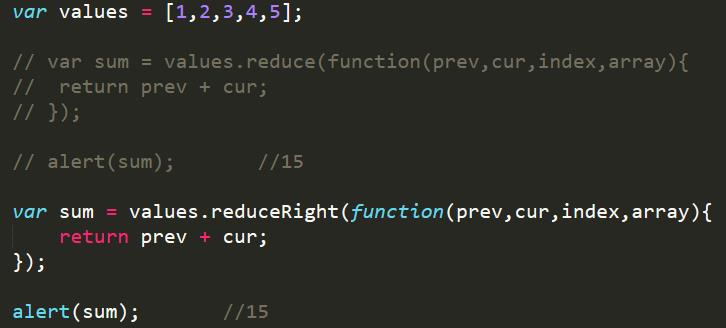 var values = [1,2,3,4,5];
// var sum = values.reduce(function(prev,cur,index,array){
//  return prev + cur;
// });
// alert(sum);       //15
var sum = values.reduceRight(function(prev,cur,index,array){
    return prev + cur;
});
alert(sum);       //15